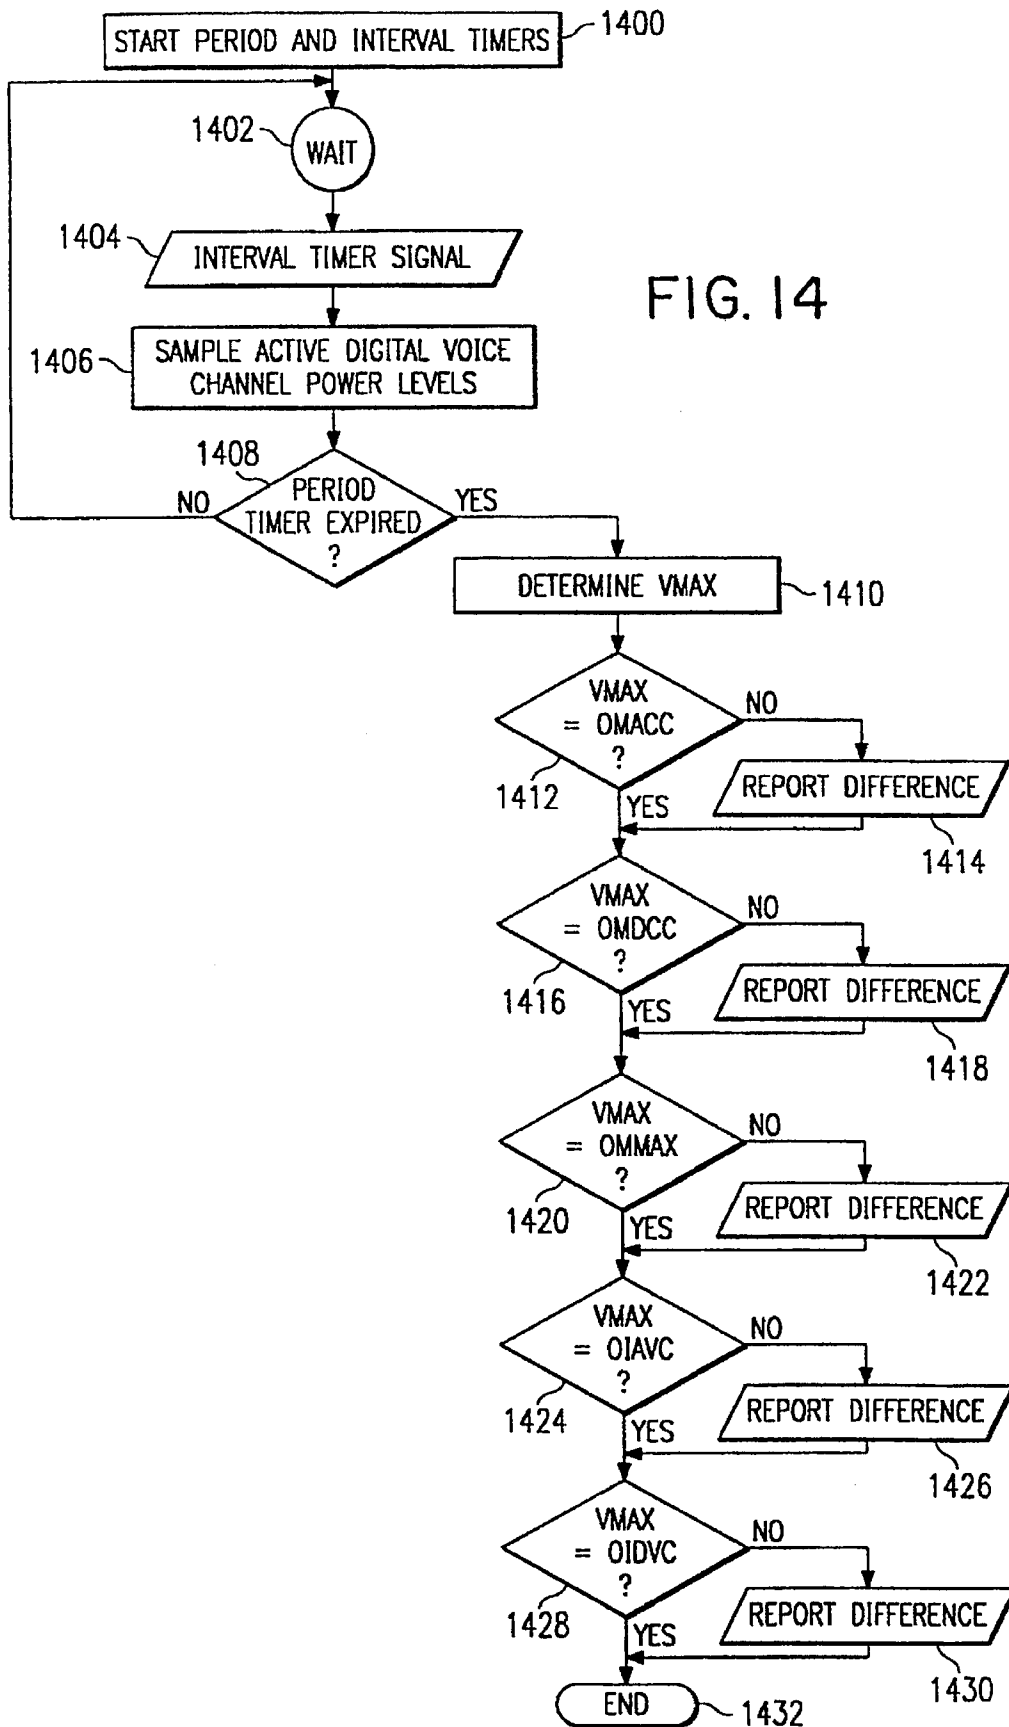 START PERIOD AND INTERVAL TIMERS
1400
1402
WAIT
1404
INTERVAL TIMER SIGNAL
FIG. 14
1406
SAMPLE ACTIVE DIGITAL VOICE
CHANNEL POWER LEVELS
1408
PERIOD
TIMER EXPIRED
?
NO
YES
DETERMINE VMAX
1410
VMAX
= OMACC
?
NO
1412
YES
REPORT DIFFERENCE
1414
VMAX
= OMDCC
?
NO
1416
YES
REPORT DIFFERENCE
1418
VMAX
= OMMAX
?
NO
1420
YES
REPORT DIFFERENCE
1422
VMAX
= OIAVC
?
NO
1424
YES
REPORT DIFFERENCE
1426
VMAX
= OIDVC
?
NO
1428
YES
REPORT DIFFERENCE
1430
END
1432